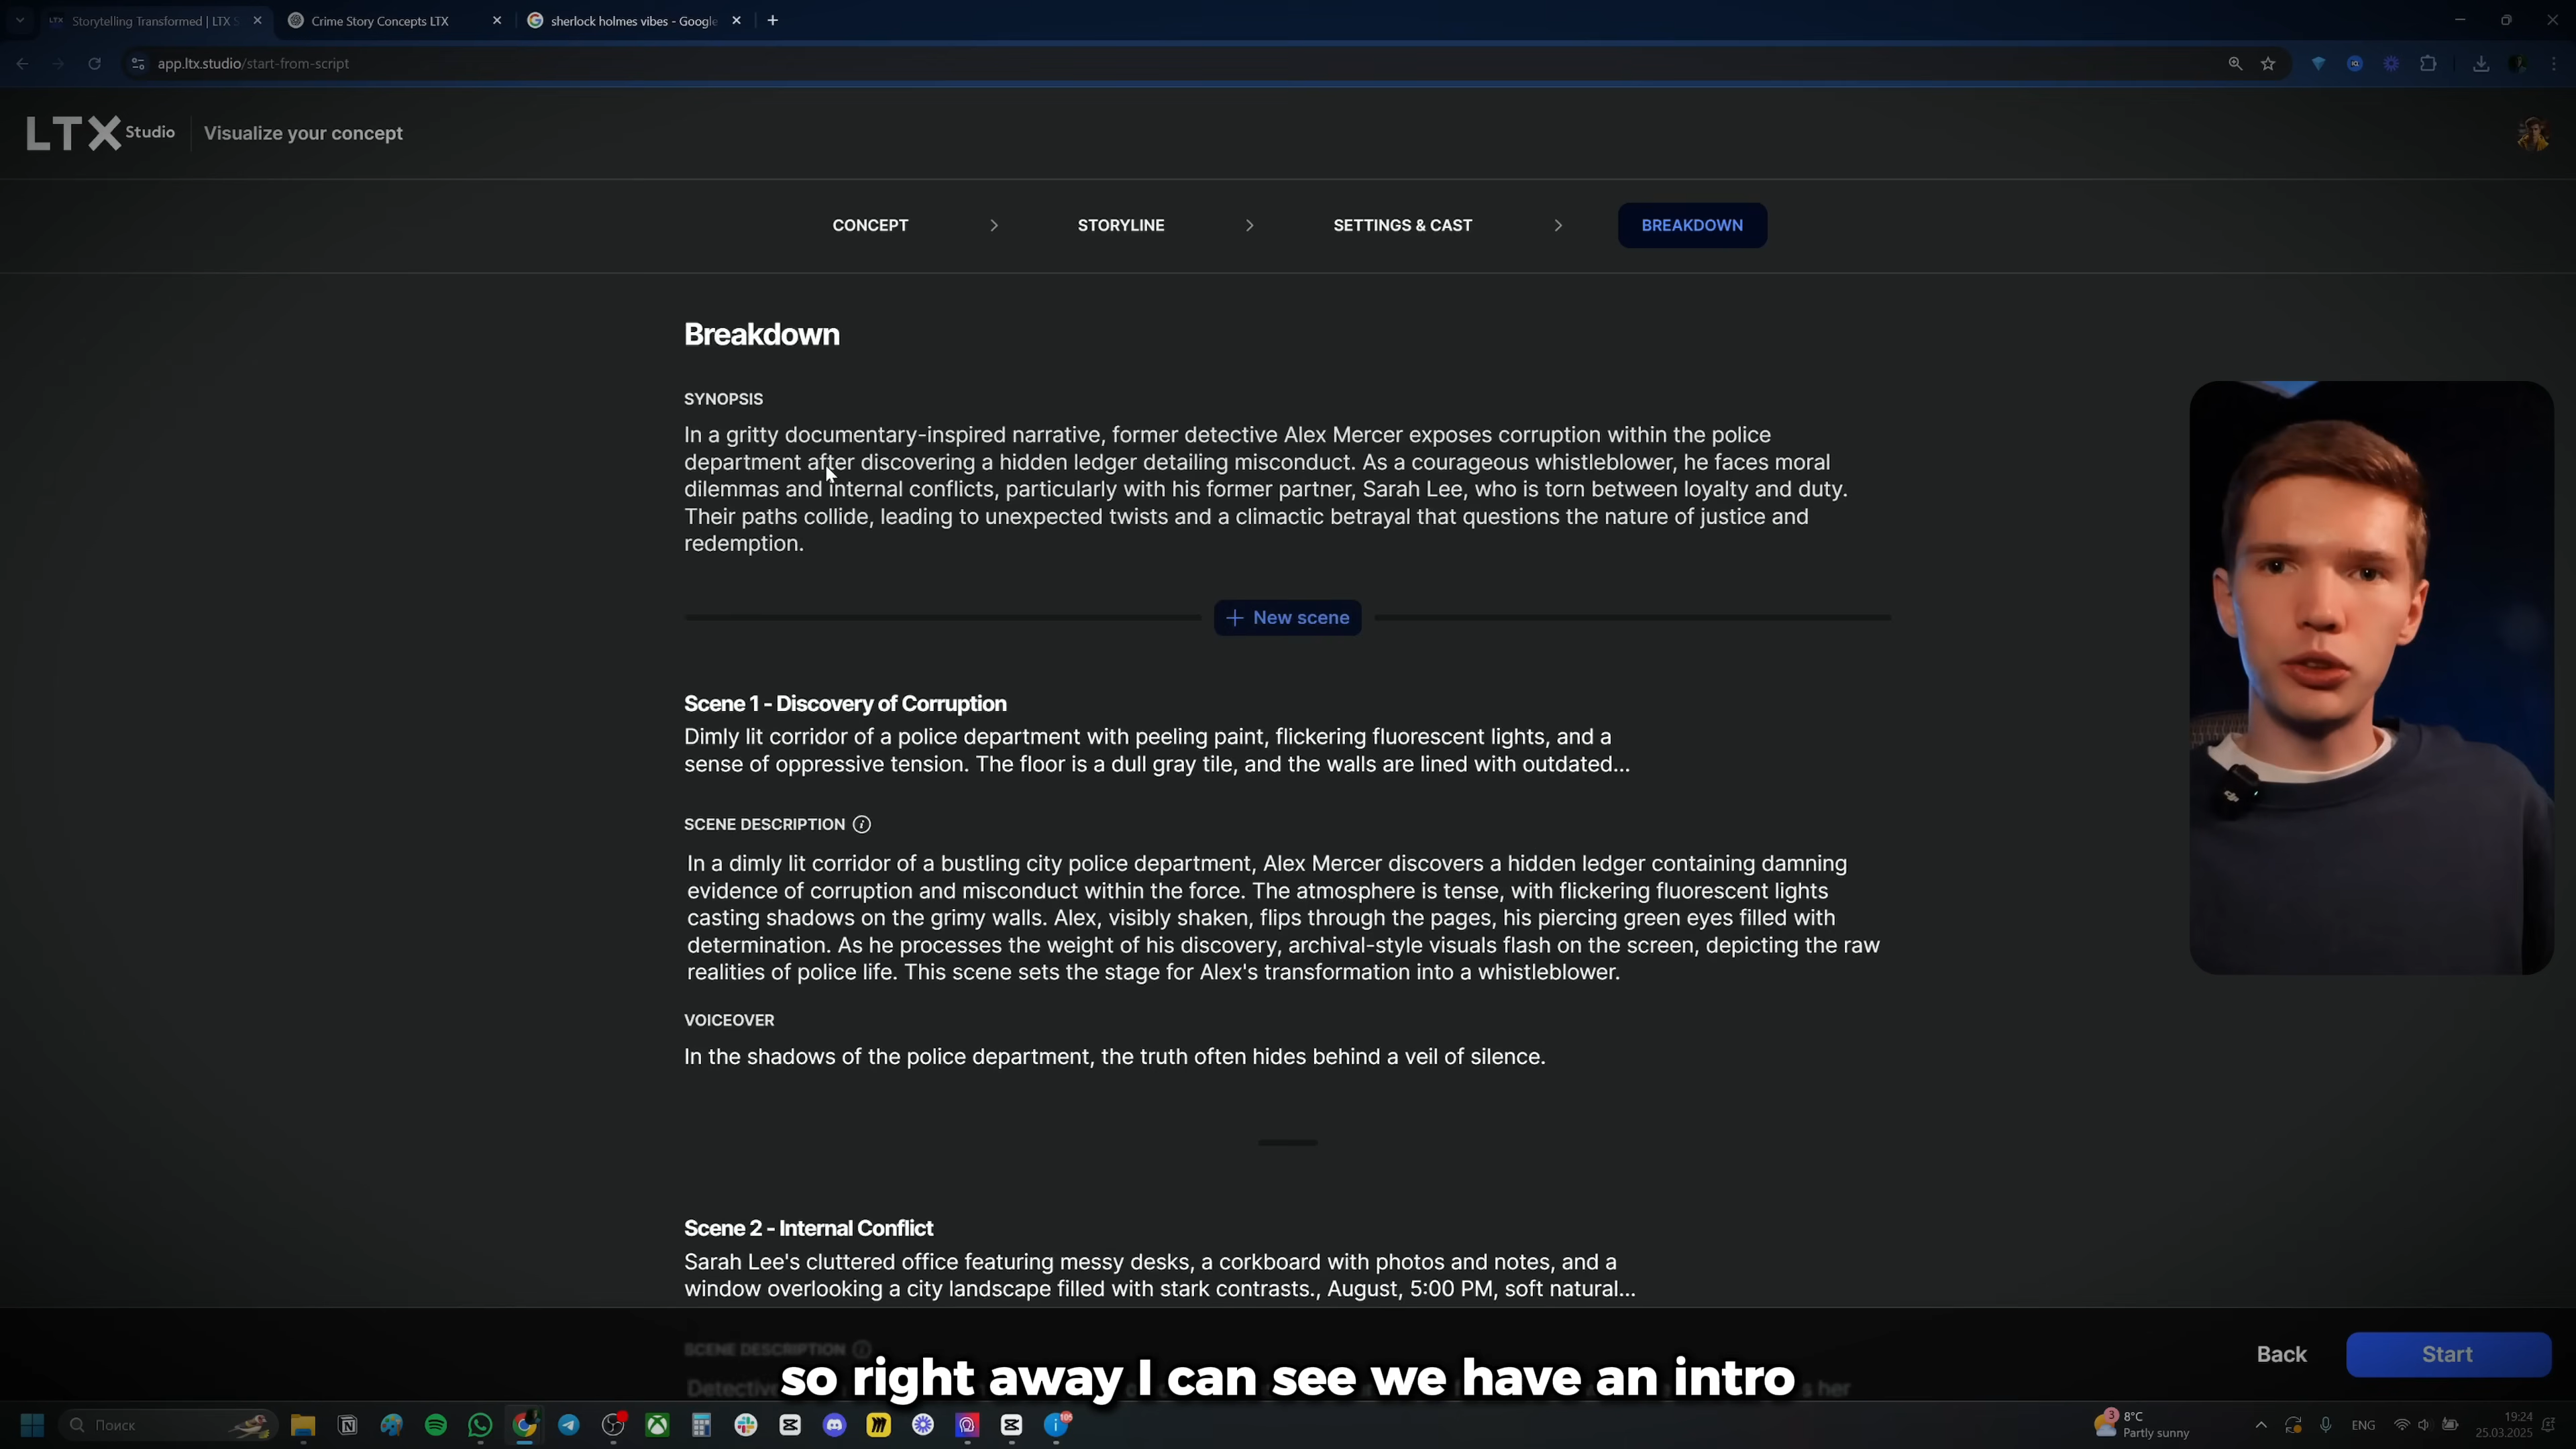 Storytelling Transformed | LTX S
Crime Story Concepts LTX
sherlock holmes vibes - Google
app.ltx.studio/start-from-script
LTX Studio
Visualize your concept
CONCEPT
STORYLINE
SETTINGS & CAST
BREAKDOWN
Breakdown
SYNOPSIS
In a gritty documentary-inspired narrative, former detective Alex Mercer exposes corruption within the police
department after discovering a hidden ledger detailing misconduct. As a courageous whistleblower, he faces moral
dilemmas and internal conflicts, particularly with his former partner, Sarah Lee, who is torn between loyalty and duty.
Their paths collide, leading to unexpected twists and a climactic betrayal that questions the nature of justice and
redemption.
+ New scene
Scene 1 - Discovery of Corruption
Dimly lit corridor of a police department with peeling paint, flickering fluorescent lights, and a
sense of oppressive tension. The floor is a dull gray tile, and the walls are lined with outdated...
SCENE DESCRIPTION
In a dimly lit corridor of a bustling city police department, Alex Mercer discovers a hidden ledger containing damning
evidence of corruption and misconduct within the force. The atmosphere is tense, with flickering fluorescent lights
casting shadows on the grimy walls. Alex, visibly shaken, flips through the pages, his piercing green eyes filled with
determination. As he processes the weight of his discovery, archival-style visuals flash on the screen, depicting the raw
realities of police life. This scene sets the stage for Alex's transformation into a whistleblower.
VOICEOVER
In the shadows of the police department, the truth often hides behind a veil of silence.
Scene 2 - Internal Conflict
Sarah Lee's cluttered office featuring messy desks, a corkboard with photos and notes, and a
window overlooking a city landscape filled with stark contrasts., August, 5:00 PM, soft natural...
SCENE DESCRIPTION
Back
Start
so right away I can see we have an intro
Detective
her
Поиск
3
8°C
Partly sunny
ENG
19:24
25.03.2025